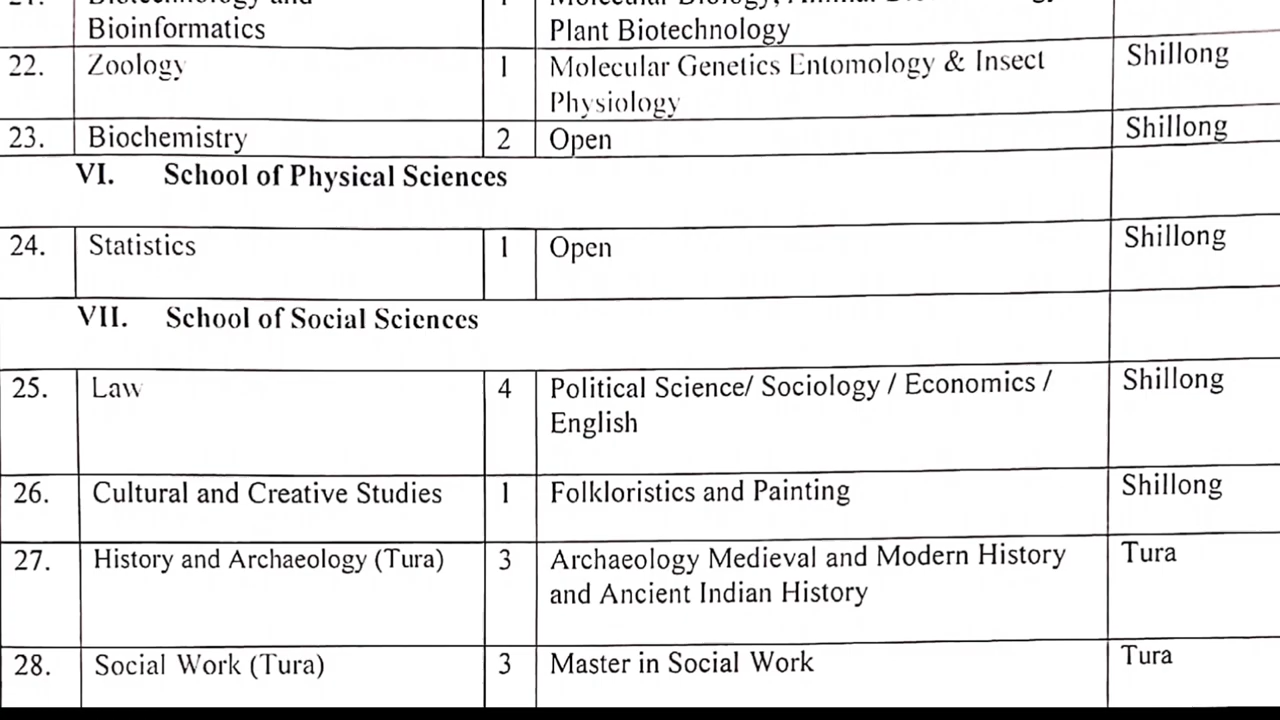 Bioinformatics
Plant Biotechnology
22. Zoology 1 Molecular Genetics Entomology & Insect Shillong
Physiology
23. Biochemistry 2 Open Shillong
VI. School of Physical Sciences
24. Statistics 1 Open Shillong
VII. School of Social Sciences
25. Law 4 Political Science/ Sociology / Economics / Shillong
English
26. Cultural and Creative Studies 1 Folkloristics and Painting Shillong
27. History and Archaeology (Tura) 3 Archaeology Medieval and Modern History Tura
and Ancient Indian History
28. Social Work (Tura) 3 Master in Social Work Tura